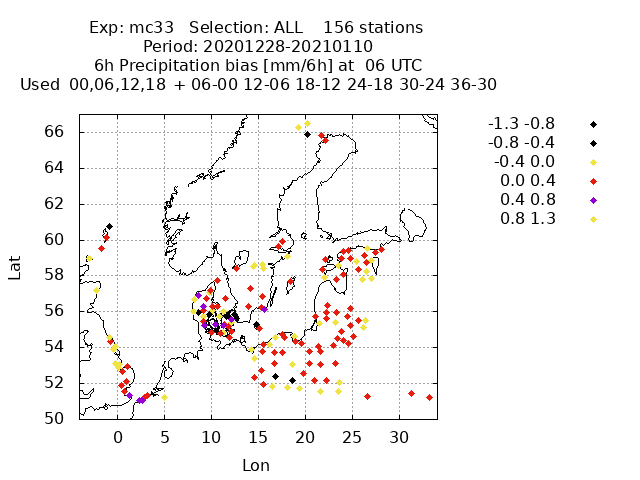 Exp: mc33 Selection: ALL 156 stations
Period: 20201228-20210110
6h Precipitation bias [mm/6h] at 06 UTC
Used 00,06,12,18 + 06-00 12-06 18-12 24-18 30-24 36-30
-1.3 -0.8
-0.8 -0.4
-0.4 0.0
0.0 0.4
0.4 0.8
0.8 1.3
66
64
62
60
58
56
54
52
50
Lat
0 5 10 15 20 25 30
Lon